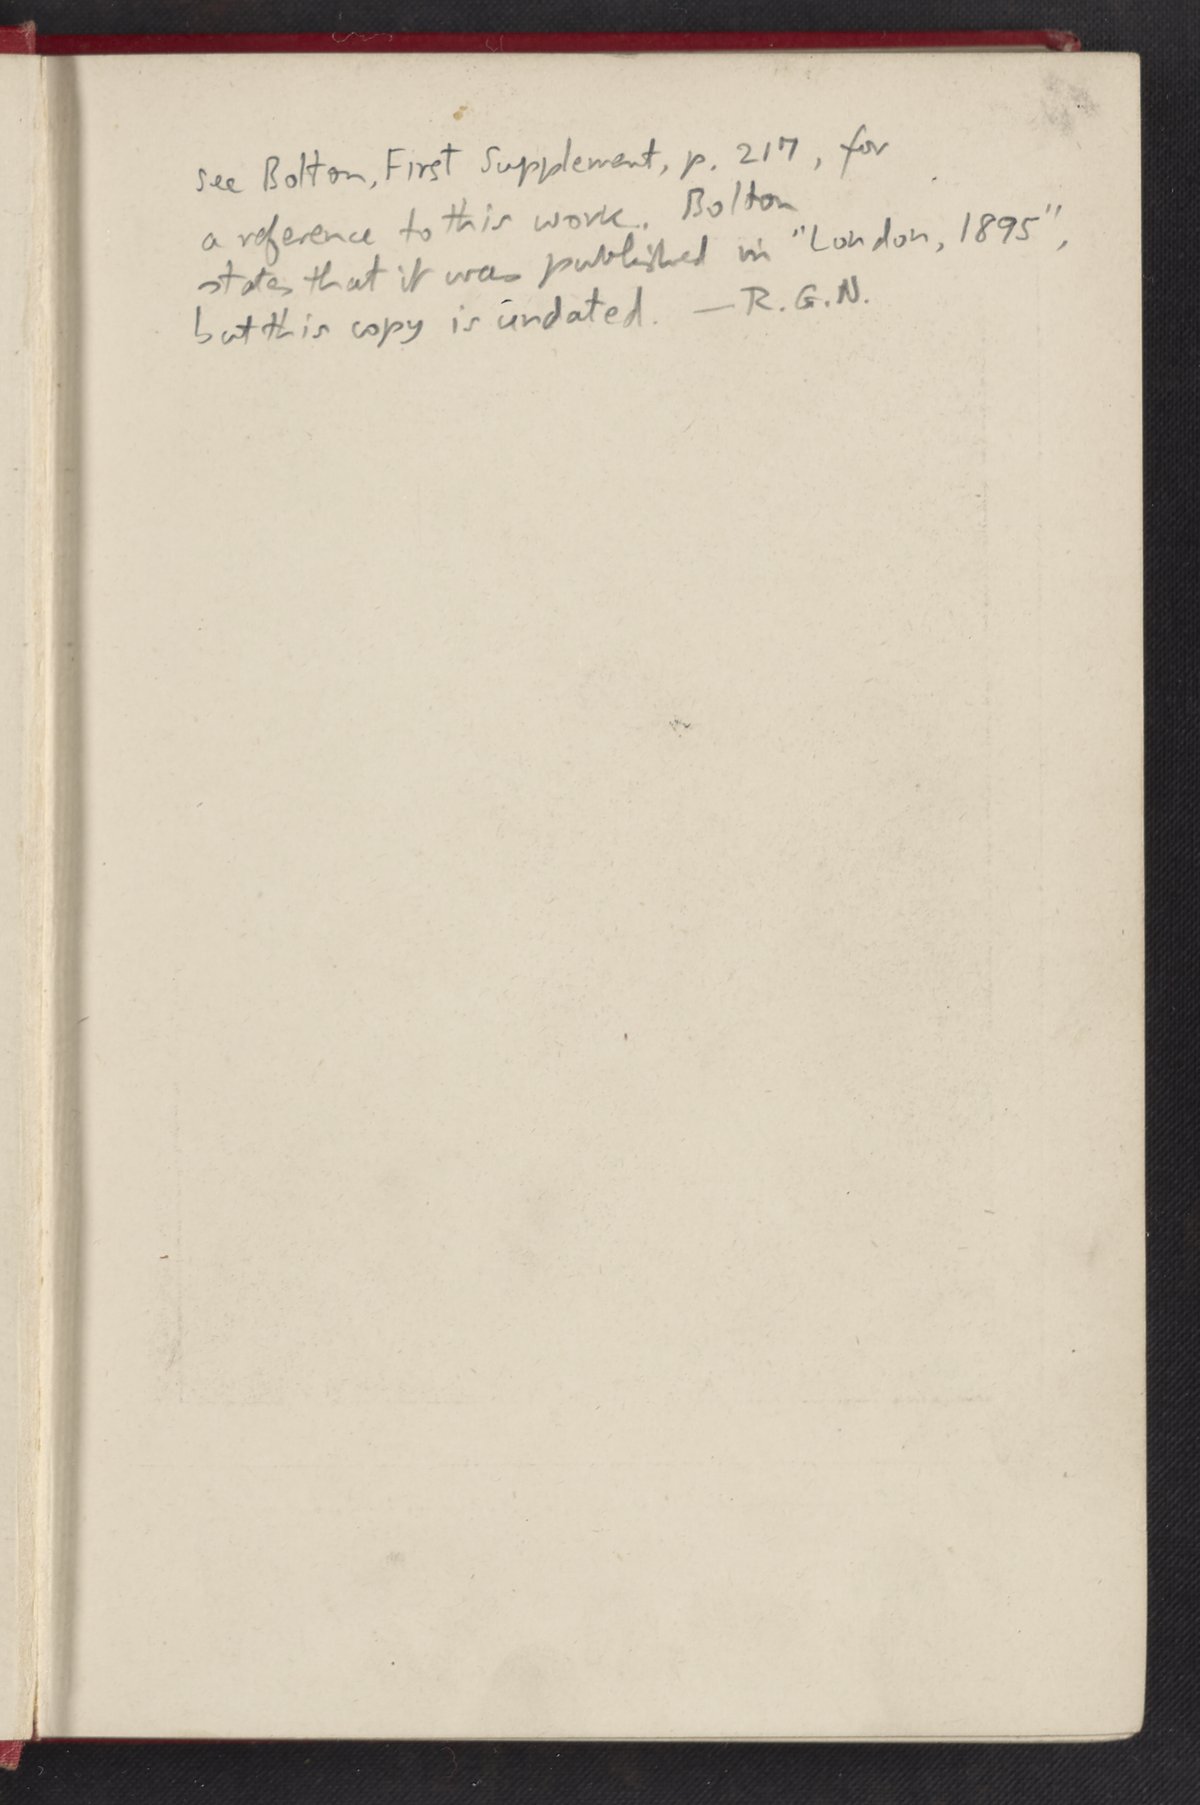 See Bolton, First Supplement, p. 217, for
a reference to this work. Bolton
states that it was published in "London, 1895",
but this copy is undated. — R.G.N.